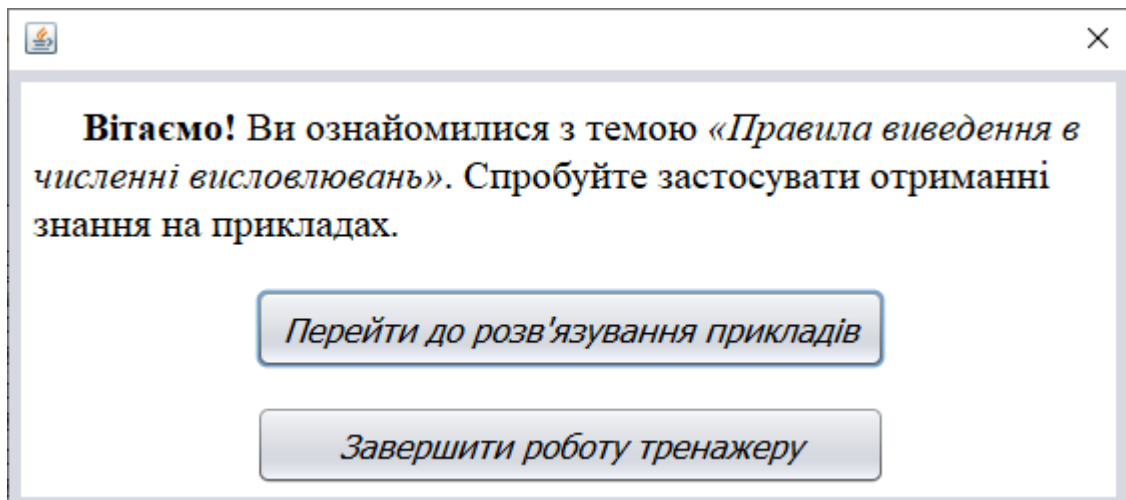 Вітаємо! Ви ознайомилися з темою «Правила виведення в
численні висловлювань». Спробуйте застосувати отриманні
знання на прикладах.
Перейти до розв'язування прикладів
Завершити роботу тренажеру